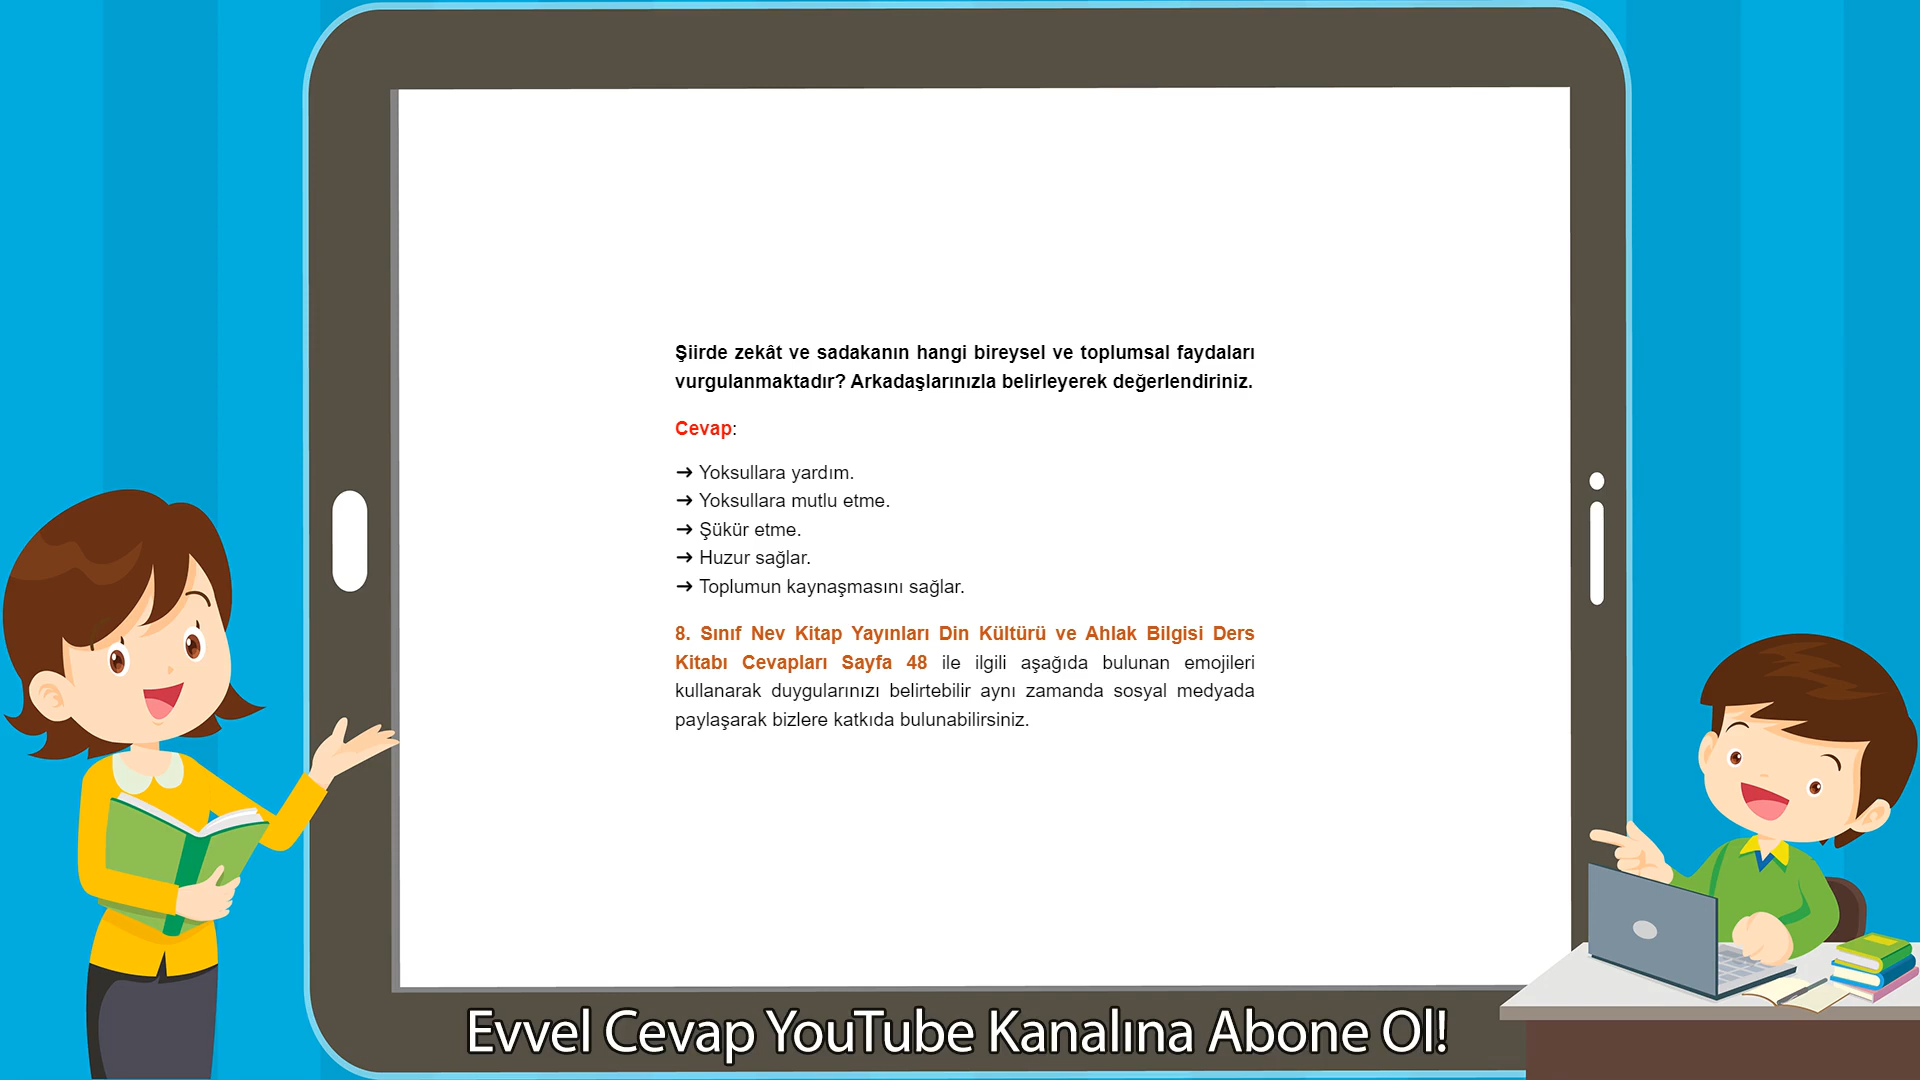 Şiirde zekât ve sadakanın hangi bireysel ve toplumsal faydaları
vurgulanmaktadır? Arkadaşlarınızla belirleyerek değerlendiriniz.
Cevap:
➜ Yoksullara yardım.
➜ Yoksullara mutlu etme.
➜ Şükür etme.
➜ Huzur sağlar.
➜ Toplumun kaynaşmasını sağlar.
8. Sınıf Nev Kitap Yayınları Din Kültürü ve Ahlak Bilgisi Ders
Kitabı Cevapları Sayfa 48 ile ilgili aşağıda bulunan emojileri
kullanarak duygularınızı belirtebilir aynı zamanda sosyal medyada
paylaşarak bizlere katkıda bulunabilirsiniz.
Evvel Cevap YouTube Kanalına Abone Ol!